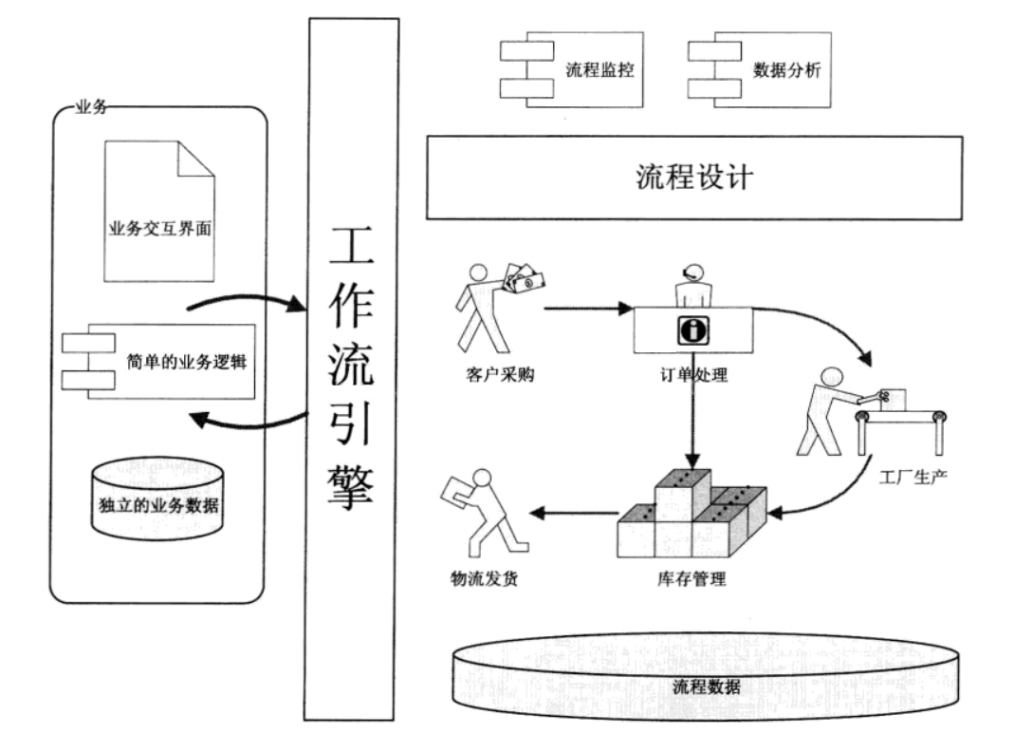 业务
业务交互界面
简单的业务逻辑
独立的业务数据
工作流引擎
流程监控
数据分析
流程设计
客户采购
订单处理
工厂生产
物流发货
库存管理
流程数据